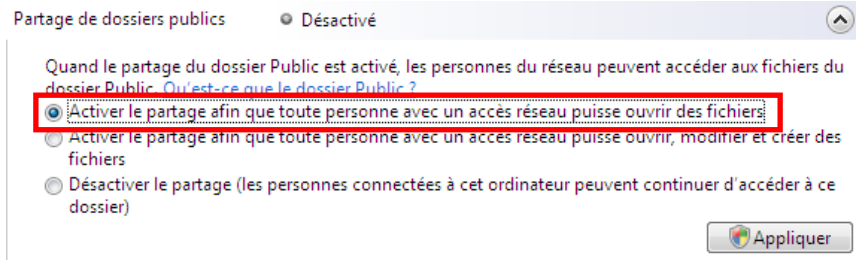 Partage de dossiers publics Désactivé
Quand le partage du dossier Public est activé, les personnes du réseau peuvent accéder aux fichiers du
dossier Public. Qu'est-ce que le dossier Public ?
Activer le partage afin que toute personne avec un accès réseau puisse ouvrir des fichiers
Activer le partage afin que toute personne avec un accès réseau puisse ouvrir, modifier et créer des
fichiers
Désactiver le partage (les personnes connectées à cet ordinateur peuvent continuer d'accéder à ce
dossier)
Appliquer